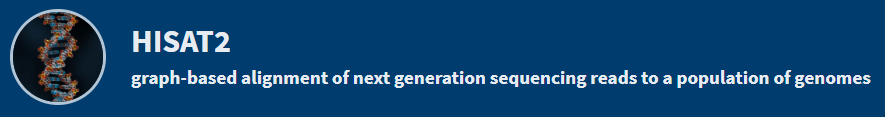 HISAT2
graph-based alignment of next generation sequencing reads to a population of genomes